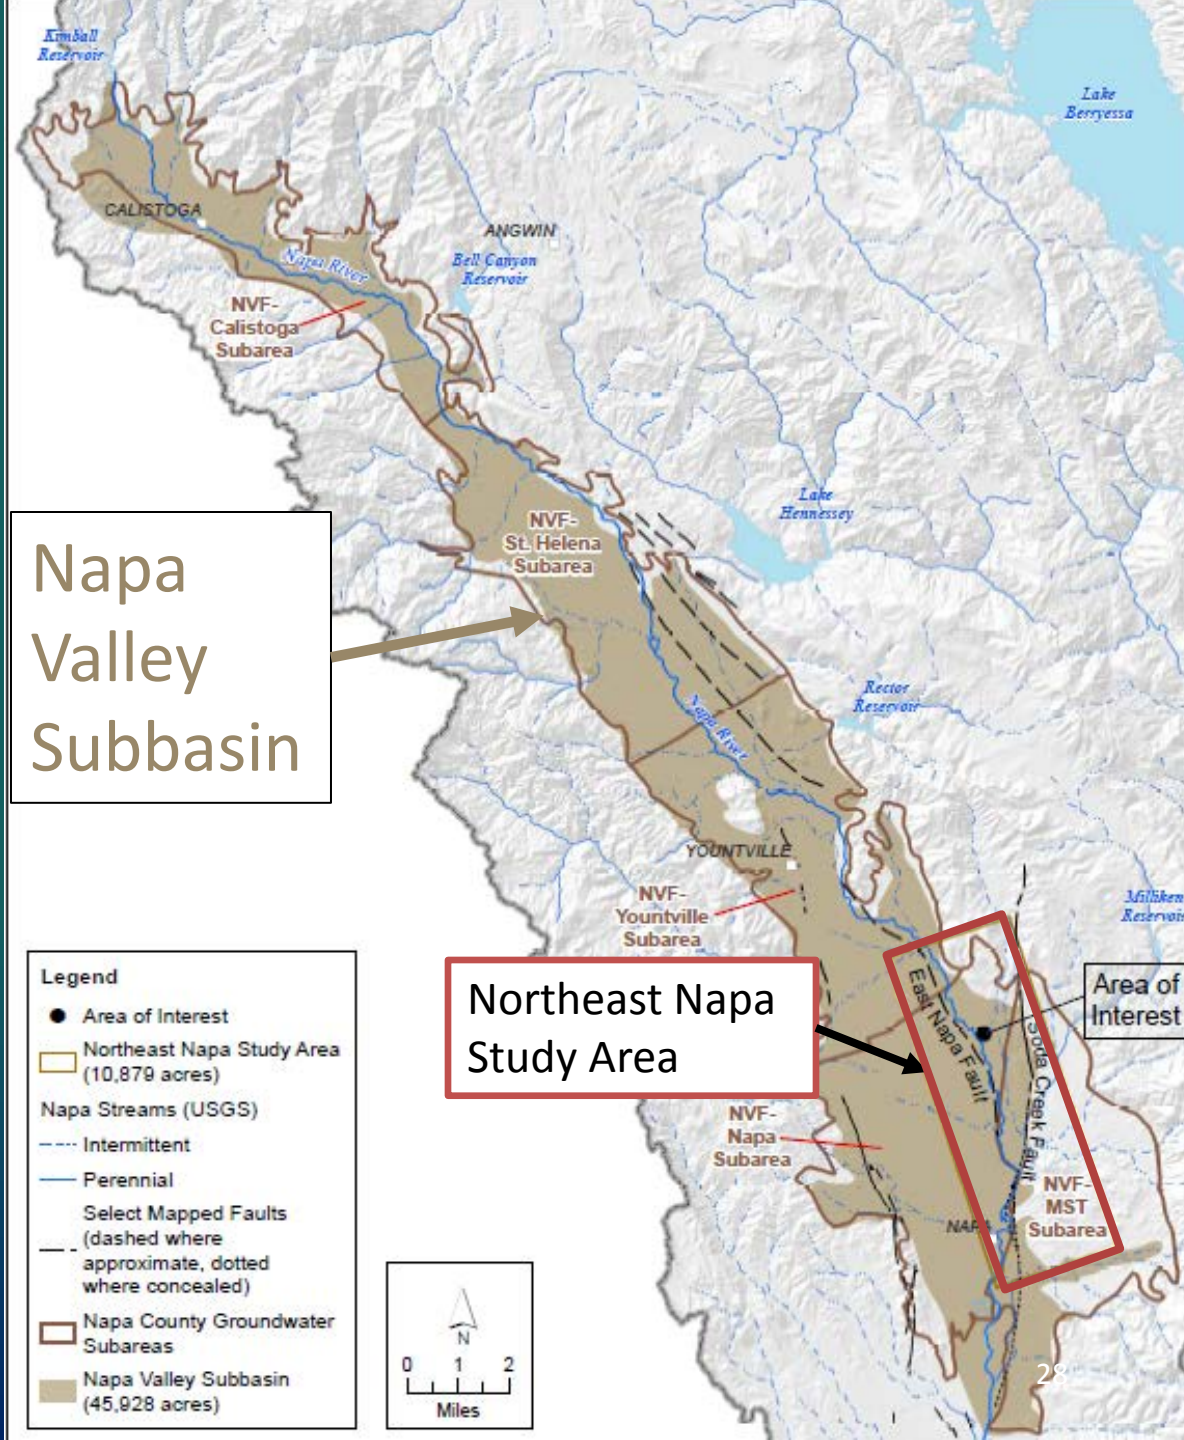 Kimball
Reservoir
Lake
Berryessa
CALISTOGA
ANGWIN
Napa River
Bell Canyon
Reservoir
NVF-
Calistoga
Subarea
Lake
Hennessey
NVF-
St. Helena
Subarea
Napa
Valley
Subbasin
Rector
Reservoir
Napa River
YOUNTVILLE
NVF-
Yountville
Subarea
Milliken
Reservoir
Northeast Napa
Study Area
East Napa Fault
Soda Creek Fault
Area of
Interest
NVF-
Napa
Subarea
NVF-
MST
Subarea
NAPA
Legend
Area of Interest
Northeast Napa Study Area
(10,879 acres)
Napa Streams (USGS)
Intermittent
Perennial
Select Mapped Faults
(dashed where
approximate, dotted
where concealed)
Napa County Groundwater
Subareas
Napa Valley Subbasin
(45,928 acres)
N
0 1 2
Miles
28